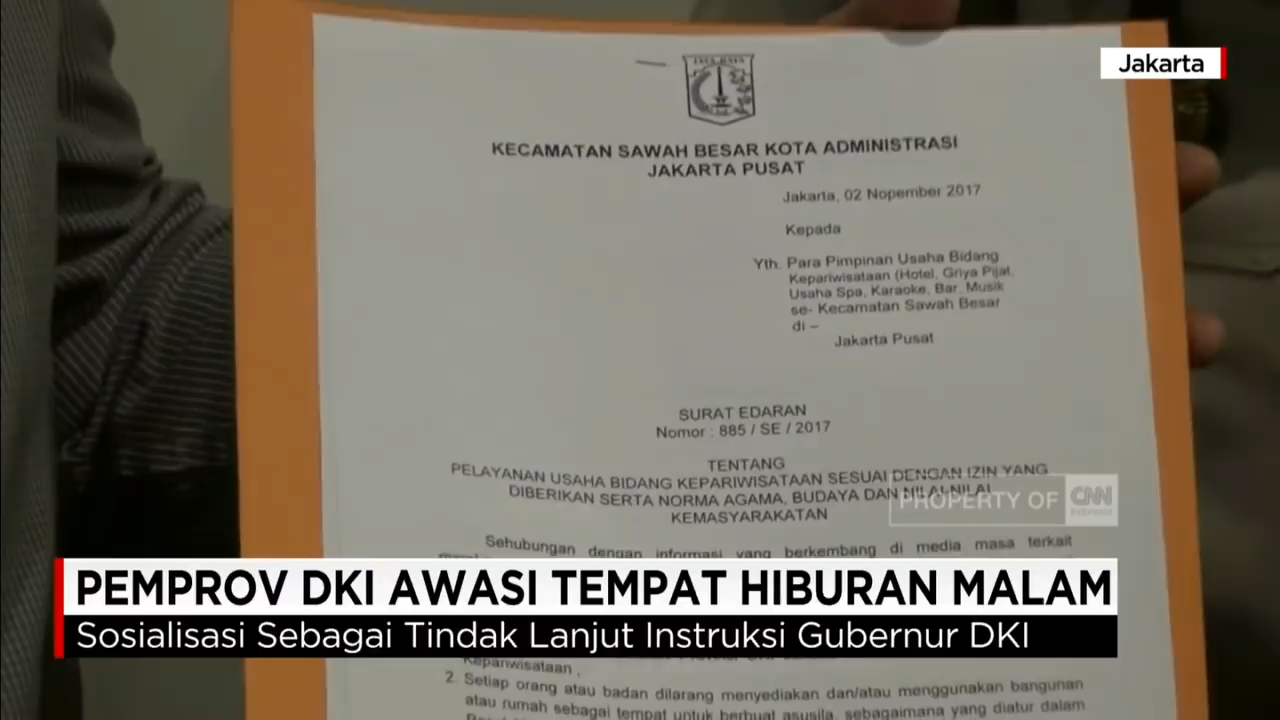 Jakarta
JAYA RAYA
KECAMATAN SAWAH BESAR KOTA ADMINISTRASI
JAKARTA PUSAT
Jakarta, 02 Nopember 2017
Kepada
Yth. Para Pimpinan Usaha Bidang
Kepariwisataan (Hotel, Griya Pijat,
Usaha Spa, Karaoke, Bar, Musik
se- Kecamatan Sawah Besar
di –
Jakarta Pusat
SURAT EDARAN
Nomor : 885 / SE / 2017
TENTANG
PELAYANAN USAHA BIDANG KEPARIWISATAAN SESUAI DENGAN IZIN YANG
DIBERIKAN SERTA NORMA AGAMA, BUDAYA DAN NILAI-NILAI
KEMASYARAKATAN
PROPERTY OF CNN Indonesia
Sehubungan dengan informasi yang berkembang di media masa terkait
PEMPROV DKI AWASI TEMPAT HIBURAN MALAM
Sosialisasi Sebagai Tindak Lanjut Instruksi Gubernur DKI
Kepariwisataan ,
2. Setiap orang atau badan dilarang menyediakan dan/atau menggunakan bangunan
atau rumah sebagai tempat untuk berbuat asusila, sebagaimana yang diatur dalam